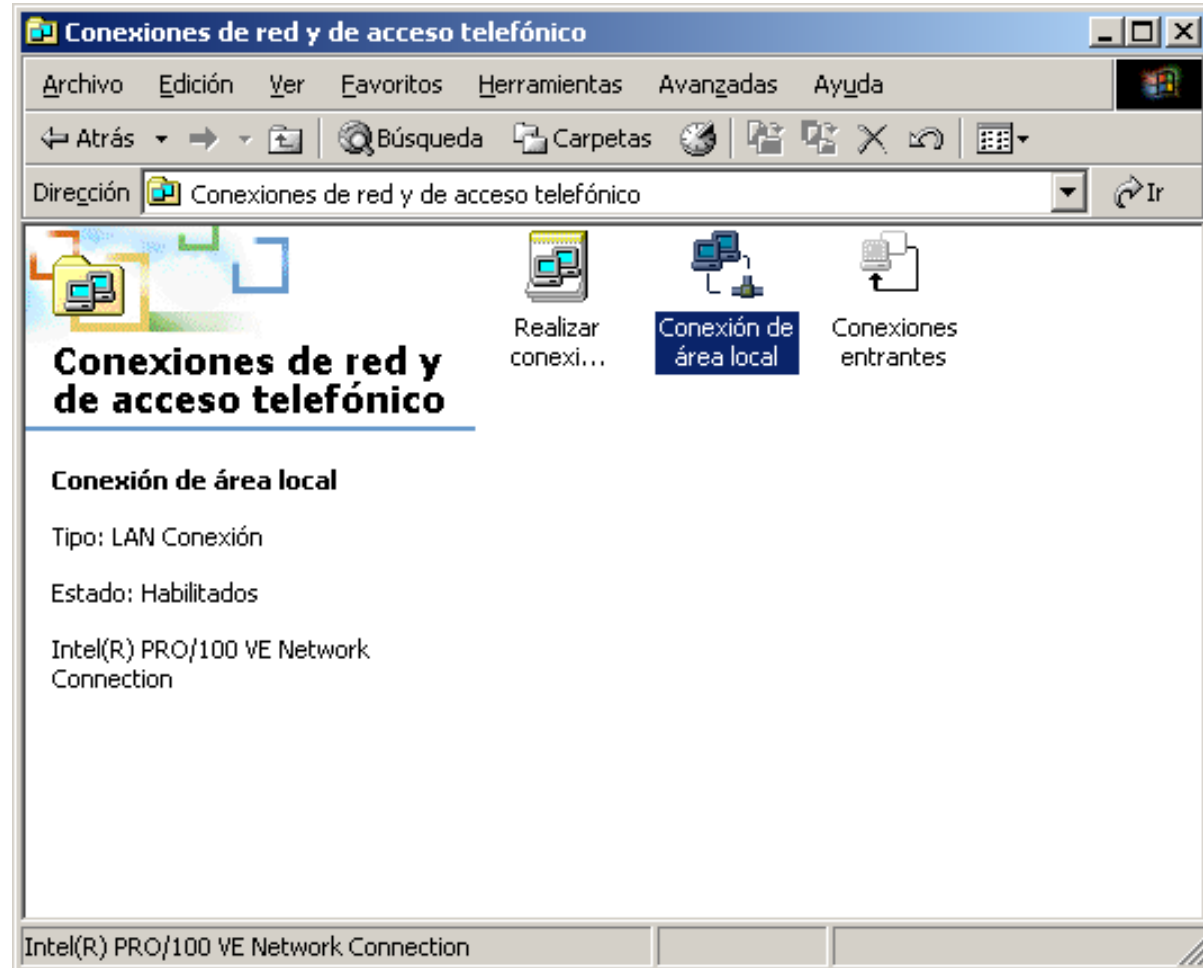 Conexiones de red y de acceso telefónico
Archivo Edición Ver Favoritos Herramientas Avanzadas Ayuda
Atrás Búsqueda Carpetas
Dirección Conexiones de red y de acceso telefónico Ir
Conexiones de red y
de acceso telefónico
Realizar
conexi...
Conexión de
área local
Conexiones
entrantes
Conexión de área local
Tipo: LAN Conexión
Estado: Habilitados
Intel(R) PRO/100 VE Network
Connection
Intel(R) PRO/100 VE Network Connection